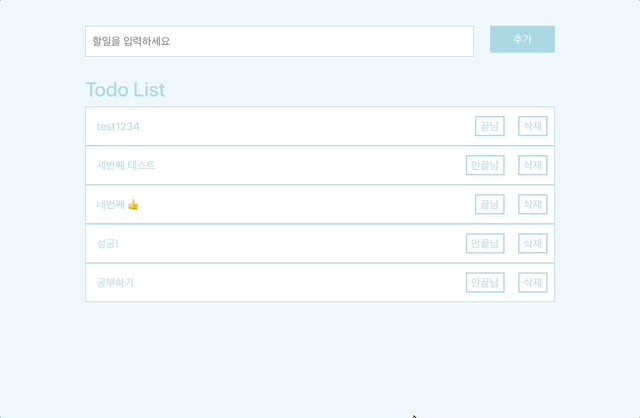 할일을 입력하세요 추가
Todo List
test1234 끝남 삭제
세번째 테스트 안끝남 삭제
네번째 👍 끝남 삭제
성공! 안끝남 삭제
공부하기 안끝남 삭제